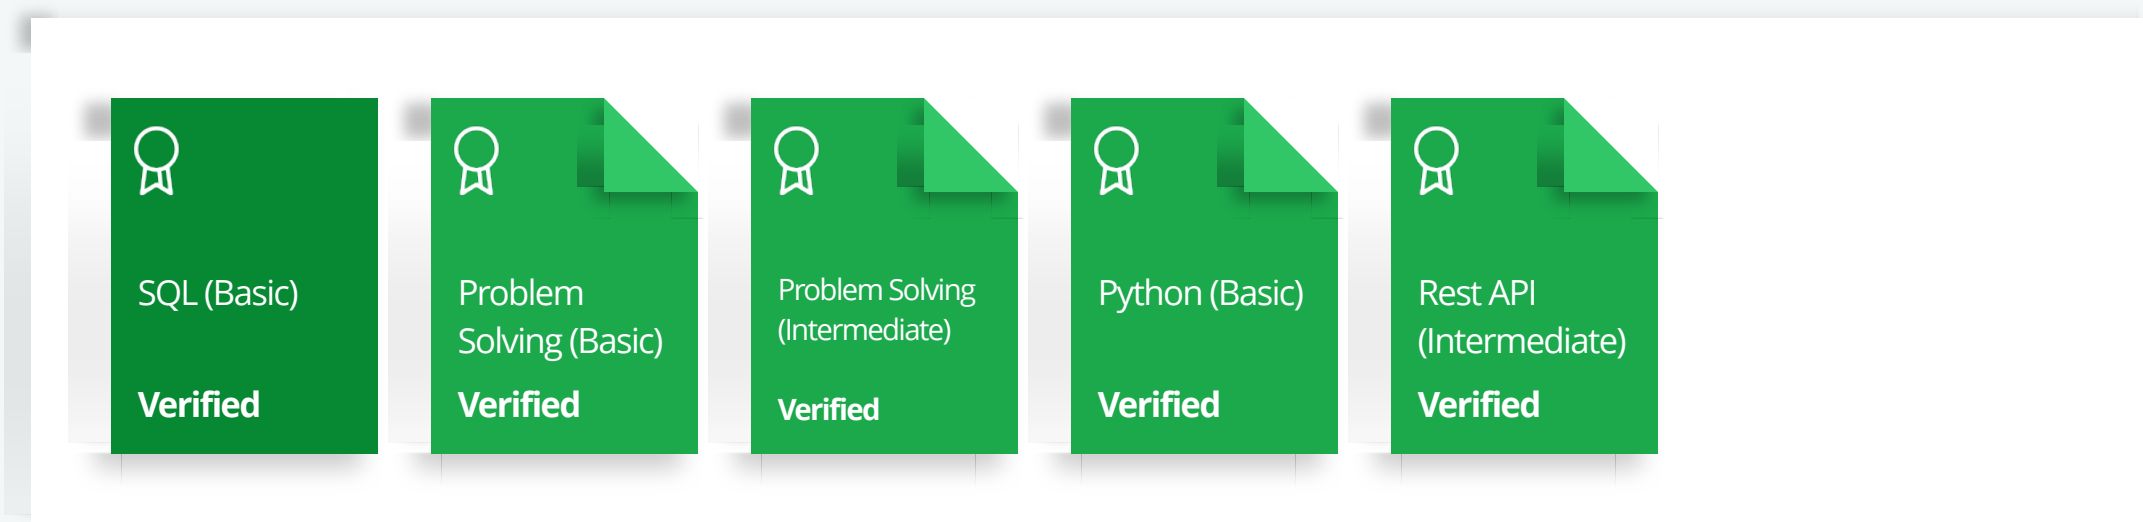 SQL (Basic)
Verified
Problem
Solving (Basic)
Verified
Problem Solving
(Intermediate)
Verified
Python (Basic)
Verified
Rest API
(Intermediate)
Verified